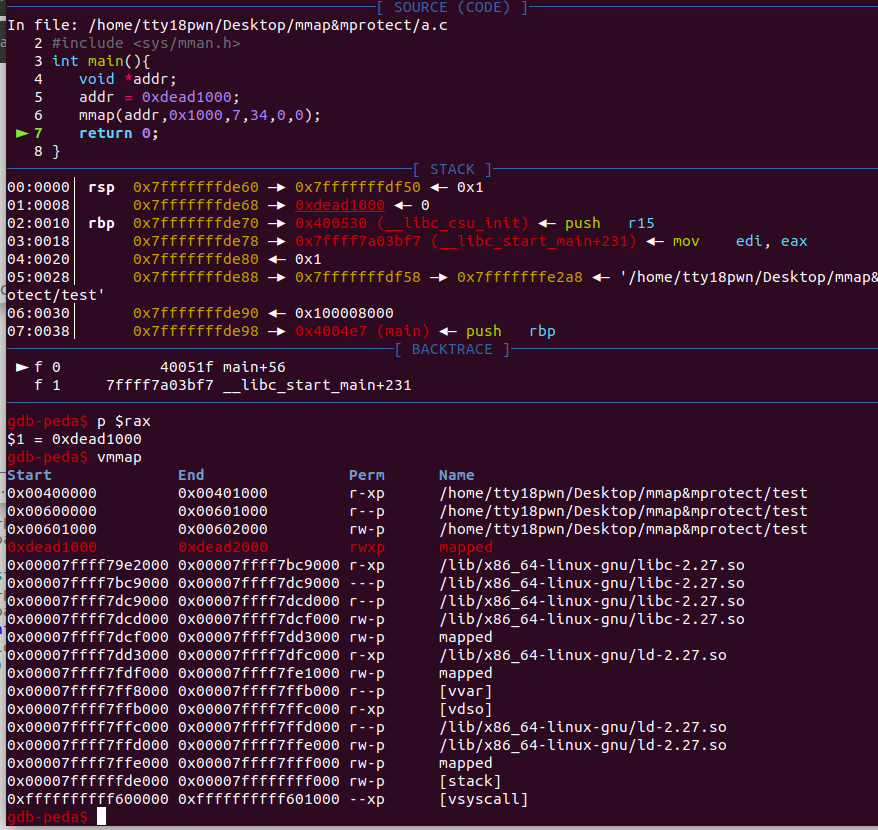 [ SOURCE (CODE) ]
In file: /home/tty18pwn/Desktop/mmap&mprotect/a.c
2 #include <sys/mman.h>
3 int main(){
4 void *addr;
5 addr = 0xdead1000;
6 mmap(addr,0x1000,7,34,0,0);
► 7 return 0;
8 }
[ STACK ]
00:0000│ rsp 0x7fffffffde60 —▸ 0x7fffffffdf50 ◂— 0x1
01:0008│ 0x7fffffffde68 —▸ 0xdead1000 ◂— 0
02:0010│ rbp 0x7fffffffde70 —▸ 0x400530 (__libc_csu_init) ◂— push r15
03:0018│ 0x7fffffffde78 —▸ 0x7ffff7a03bf7 (__libc_start_main+231) ◂— mov edi, eax
04:0020│ 0x7fffffffde80 ◂— 0x1
05:0028│ 0x7fffffffde88 —▸ 0x7fffffffdf58 —▸ 0x7fffffffe2a8 ◂— '/home/tty18pwn/Desktop/mmap&
otect/test'
06:0030│ 0x7fffffffde90 ◂— 0x100008000
07:0038│ 0x7fffffffde98 —▸ 0x4004e7 (main) ◂— push rbp
[ BACKTRACE ]
► f 0 40051f main+56
f 1 7ffff7a03bf7 __libc_start_main+231
gdb-peda$ p $rax
$1 = 0xdead1000
gdb-peda$ vmmap
Start End Perm Name
0x00400000 0x00401000 r-xp /home/tty18pwn/Desktop/mmap&mprotect/test
0x00600000 0x00601000 r--p /home/tty18pwn/Desktop/mmap&mprotect/test
0x00601000 0x00602000 rw-p /home/tty18pwn/Desktop/mmap&mprotect/test
0xdead1000 0xdead2000 rwxp mapped
0x00007ffff79e2000 0x00007ffff7bc9000 r-xp /lib/x86_64-linux-gnu/libc-2.27.so
0x00007ffff7bc9000 0x00007ffff7dc9000 ---p /lib/x86_64-linux-gnu/libc-2.27.so
0x00007ffff7dc9000 0x00007ffff7dcd000 r--p /lib/x86_64-linux-gnu/libc-2.27.so
0x00007ffff7dcd000 0x00007ffff7dcf000 rw-p /lib/x86_64-linux-gnu/libc-2.27.so
0x00007ffff7dcf000 0x00007ffff7dd3000 rw-p mapped
0x00007ffff7dd3000 0x00007ffff7dfc000 r-xp /lib/x86_64-linux-gnu/ld-2.27.so
0x00007ffff7fdf000 0x00007ffff7fe1000 rw-p mapped
0x00007ffff7ff8000 0x00007ffff7ffb000 r--p [vvar]
0x00007ffff7ffb000 0x00007ffff7ffc000 r-xp [vdso]
0x00007ffff7ffc000 0x00007ffff7ffd000 r--p /lib/x86_64-linux-gnu/ld-2.27.so
0x00007ffff7ffd000 0x00007ffff7ffe000 rw-p /lib/x86_64-linux-gnu/ld-2.27.so
0x00007ffff7ffe000 0x00007ffff7fff000 rw-p mapped
0x00007ffffffde000 0x00007ffffffff000 rw-p [stack]
0xffffffffff600000 0xffffffffff601000 --xp [vsyscall]
gdb-peda$